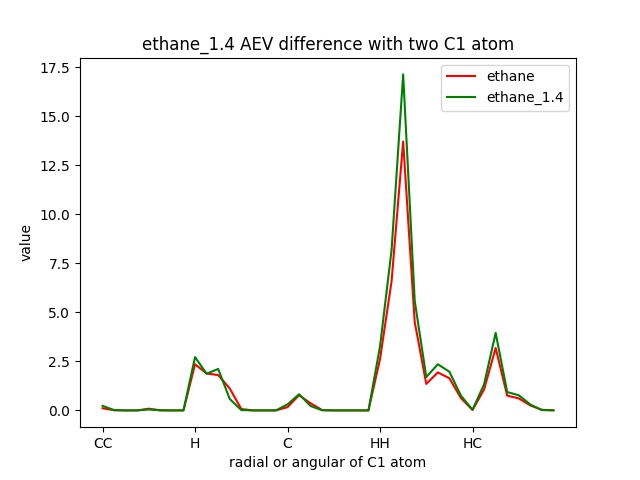 ethane_1.4 AEV difference with two C1 atom
ethane
ethane_1.4
17.5
15.0
12.5
10.0
7.5
5.0
2.5
0.0
value
CC H C HH HC
radial or angular of C1 atom